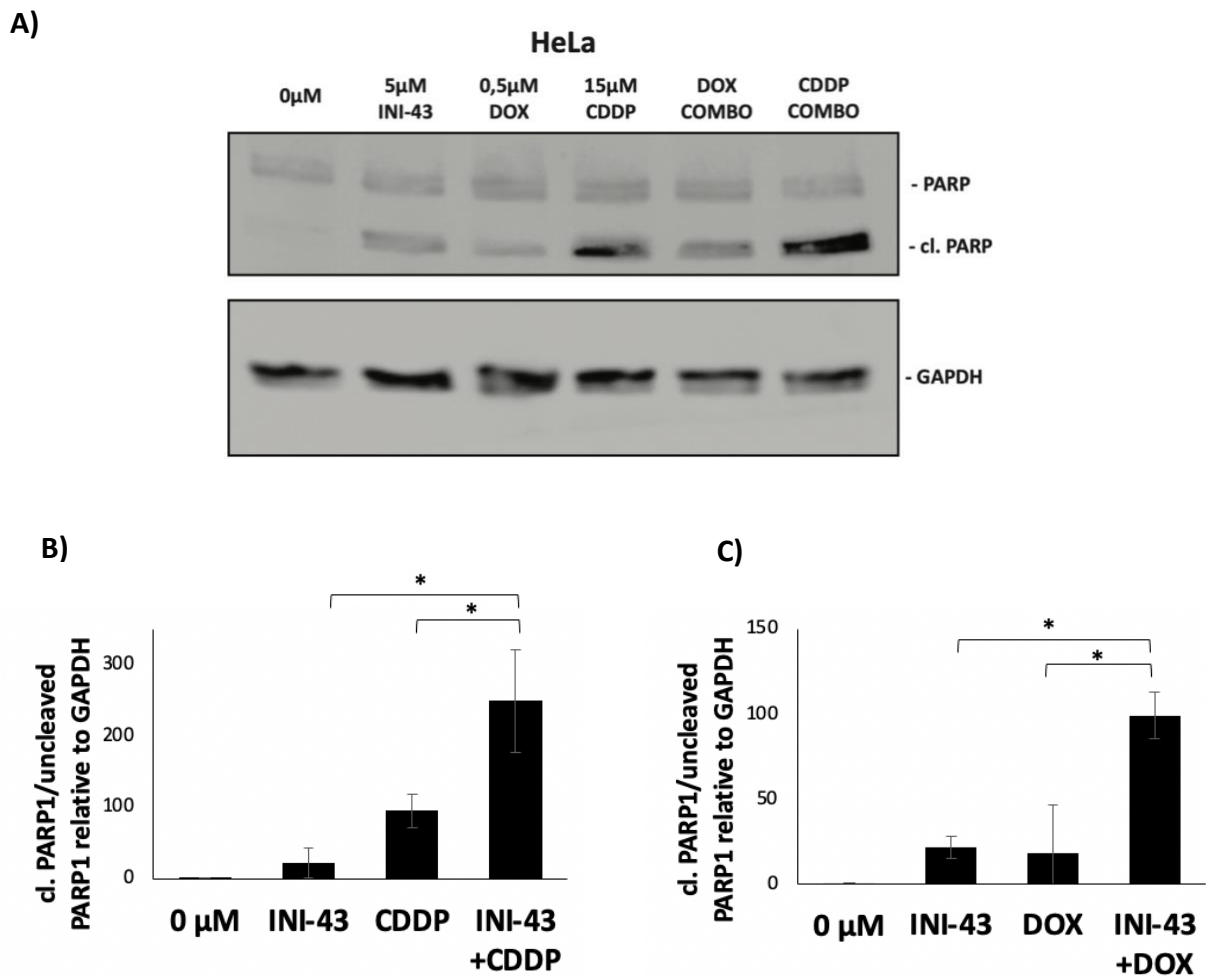 A)
HeLa
0µM
5µM
INI-43
0,5µM
DOX
15µM
CDDP
DOX
COMBO
CDDP
COMBO
- PARP
- cl. PARP
- GAPDH
B)
cl. PARP1/uncleaved
PARP1 relative to GAPDH
300
200
100
0
*
*
0 µM
INI-43
CDDP
INI-43
+CDDP
C)
cl. PARP1/uncleaved
PARP1 relative to GAPDH
150
100
50
0
*
*
0 µM
INI-43
DOX
INI-43
+DOX